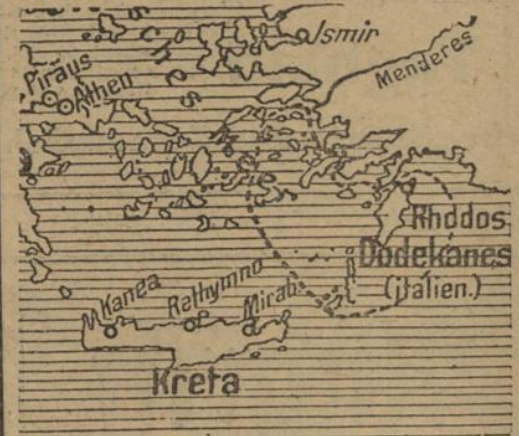 Jsmir
Menderes
Piräus
Athen
Rhodos
Dodekanes
(italien.)
Kanea
Rethymno
Mirab.
Kreta